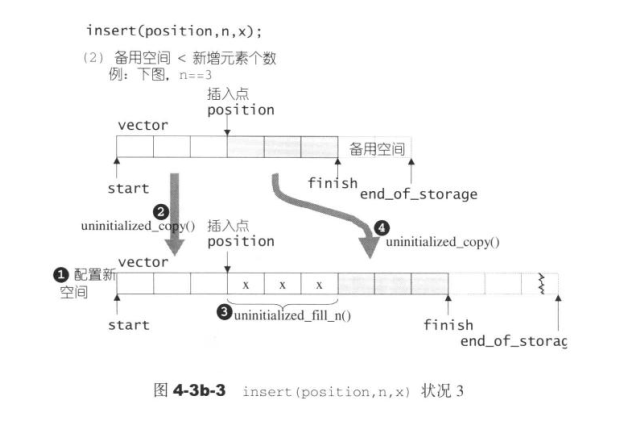 insert(position,n,x);
(2) 备用空间 < 新增元素个数
例：下图，n==3
插入点
position
vector
备用空间
start
finish
end_of_storage
❷
uninitialized_copy()
插入点
position
❹
uninitialized_copy()
vector
❶ 配置新
空间
x x x
❸ uninitialized_fill_n()
start
finish
end_of_storag
图 4-3b-3 insert(position,n,x) 状况 3